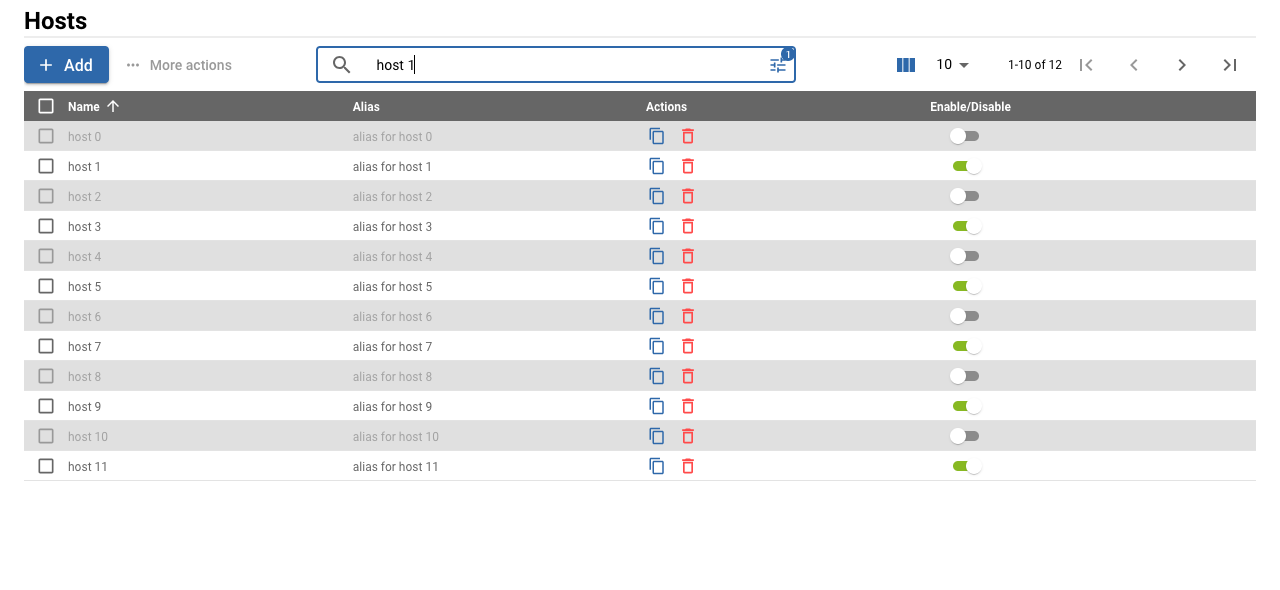 Hosts
+ Add ... More actions host 1 1 10 1-10 of 12
Name Alias Actions Enable/Disable
host 0 alias for host 0
host 1 alias for host 1
host 2 alias for host 2
host 3 alias for host 3
host 4 alias for host 4
host 5 alias for host 5
host 6 alias for host 6
host 7 alias for host 7
host 8 alias for host 8
host 9 alias for host 9
host 10 alias for host 10
host 11 alias for host 11